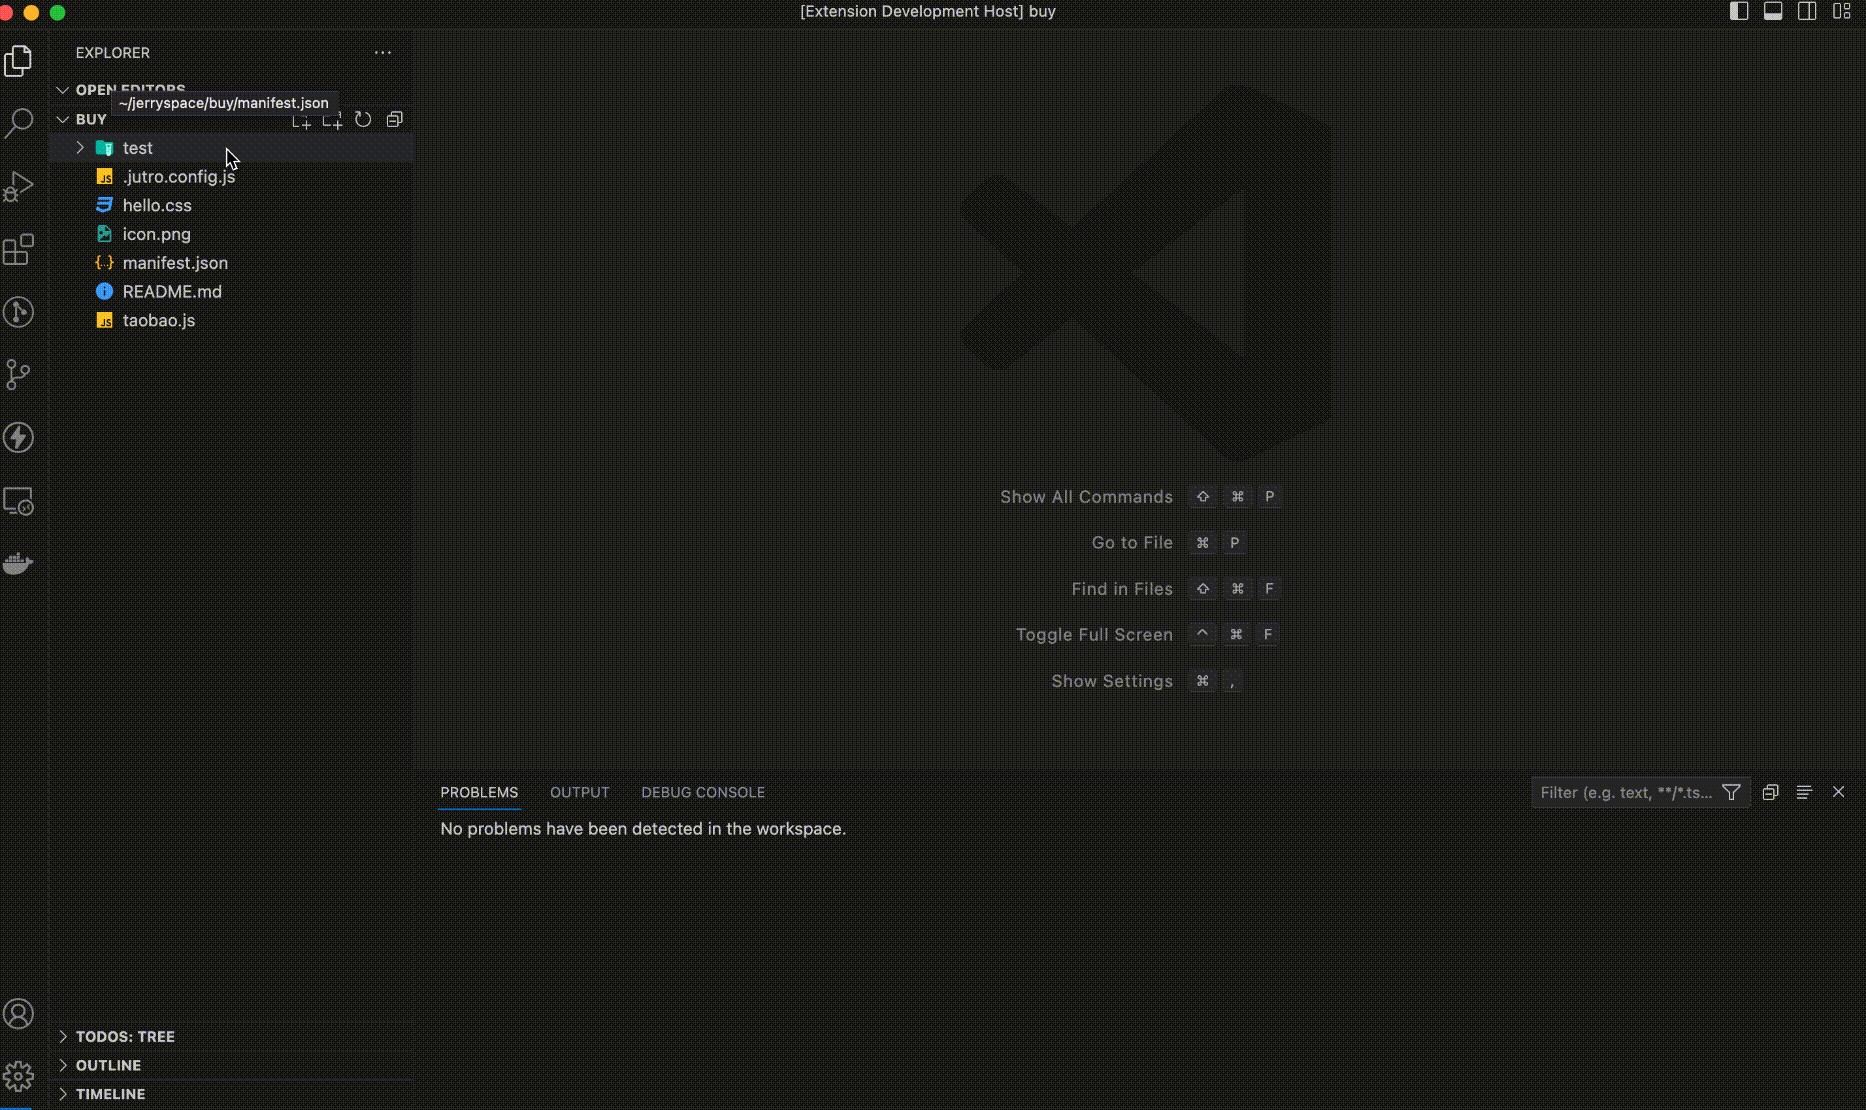 [Extension Development Host] buy
EXPLORER
OPEN EDITORS
~/jerryspace/buy/manifest.json
BUY
test
.jutro.config.js
hello.css
icon.png
manifest.json
README.md
taobao.js
Show All Commands ⇧ ⌘ P
Go to File ⌘ P
Find in Files ⇧ ⌘ F
Toggle Full Screen ^ ⌘ F
Show Settings ⌘ ,
PROBLEMS OUTPUT DEBUG CONSOLE
Filter (e.g. text, **/*.ts...
No problems have been detected in the workspace.
TODOS: TREE
OUTLINE
TIMELINE